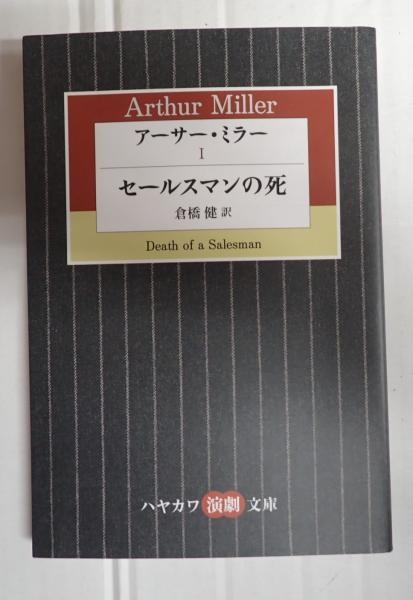 Arthur Miller
アーサー・ミラー
I
セールスマンの死
倉橋 健 訳
Death of a Salesman
ハヤカワ演劇文庫